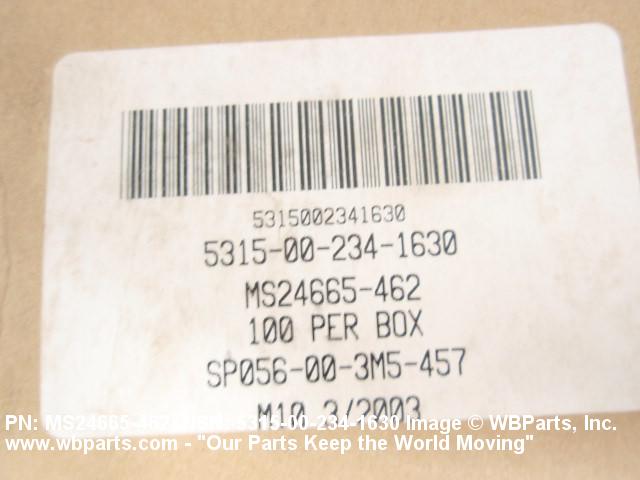 5315002341630
5315-00-234-1630
MS24665-462
100 PER BOX
SP056-00-3M5-457
M10 3/2003
PN: MS24665-462, NSN: 5315-00-234-1630 Image © WBParts, Inc.
www.wbparts.com - "Our Parts Keep the World Moving"